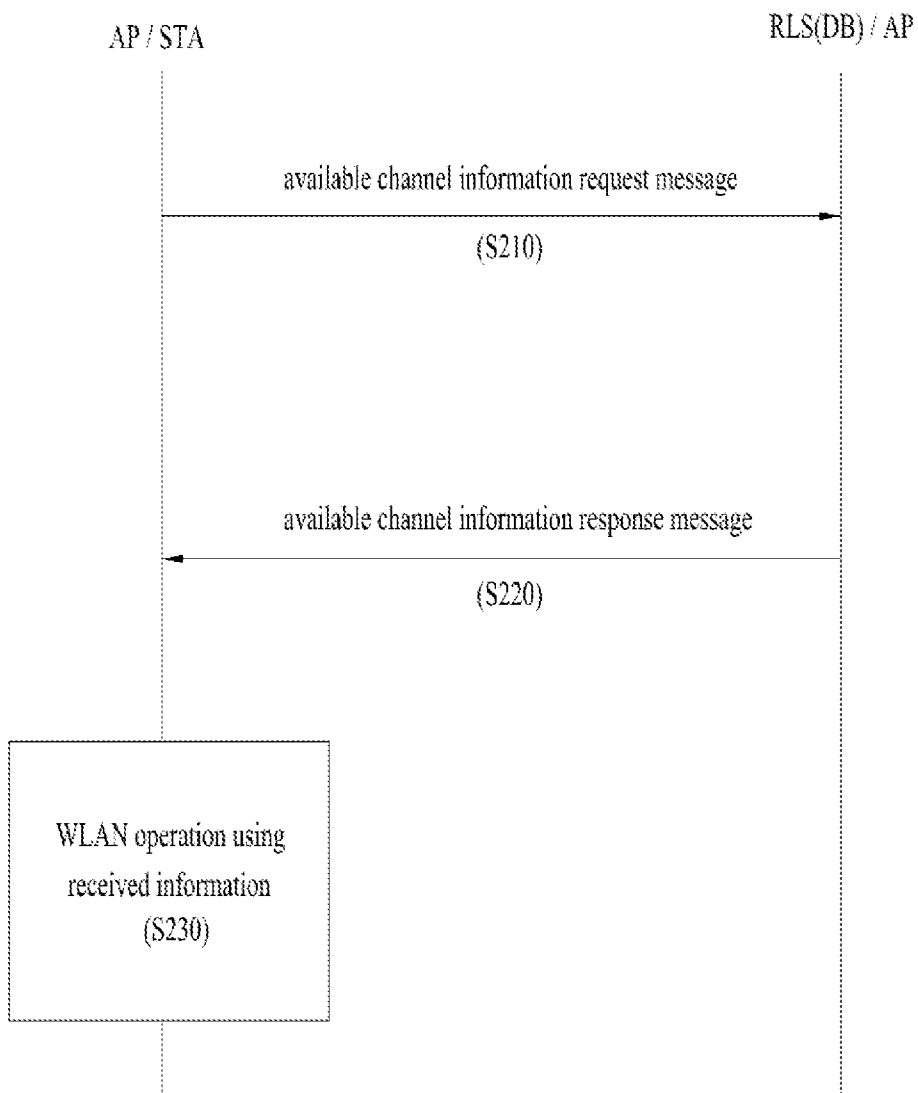 AP / STA
RLS(DB) / AP
available channel information request message
(S210)
available channel information response message
(S220)
WLAN operation using
received information
(S230)